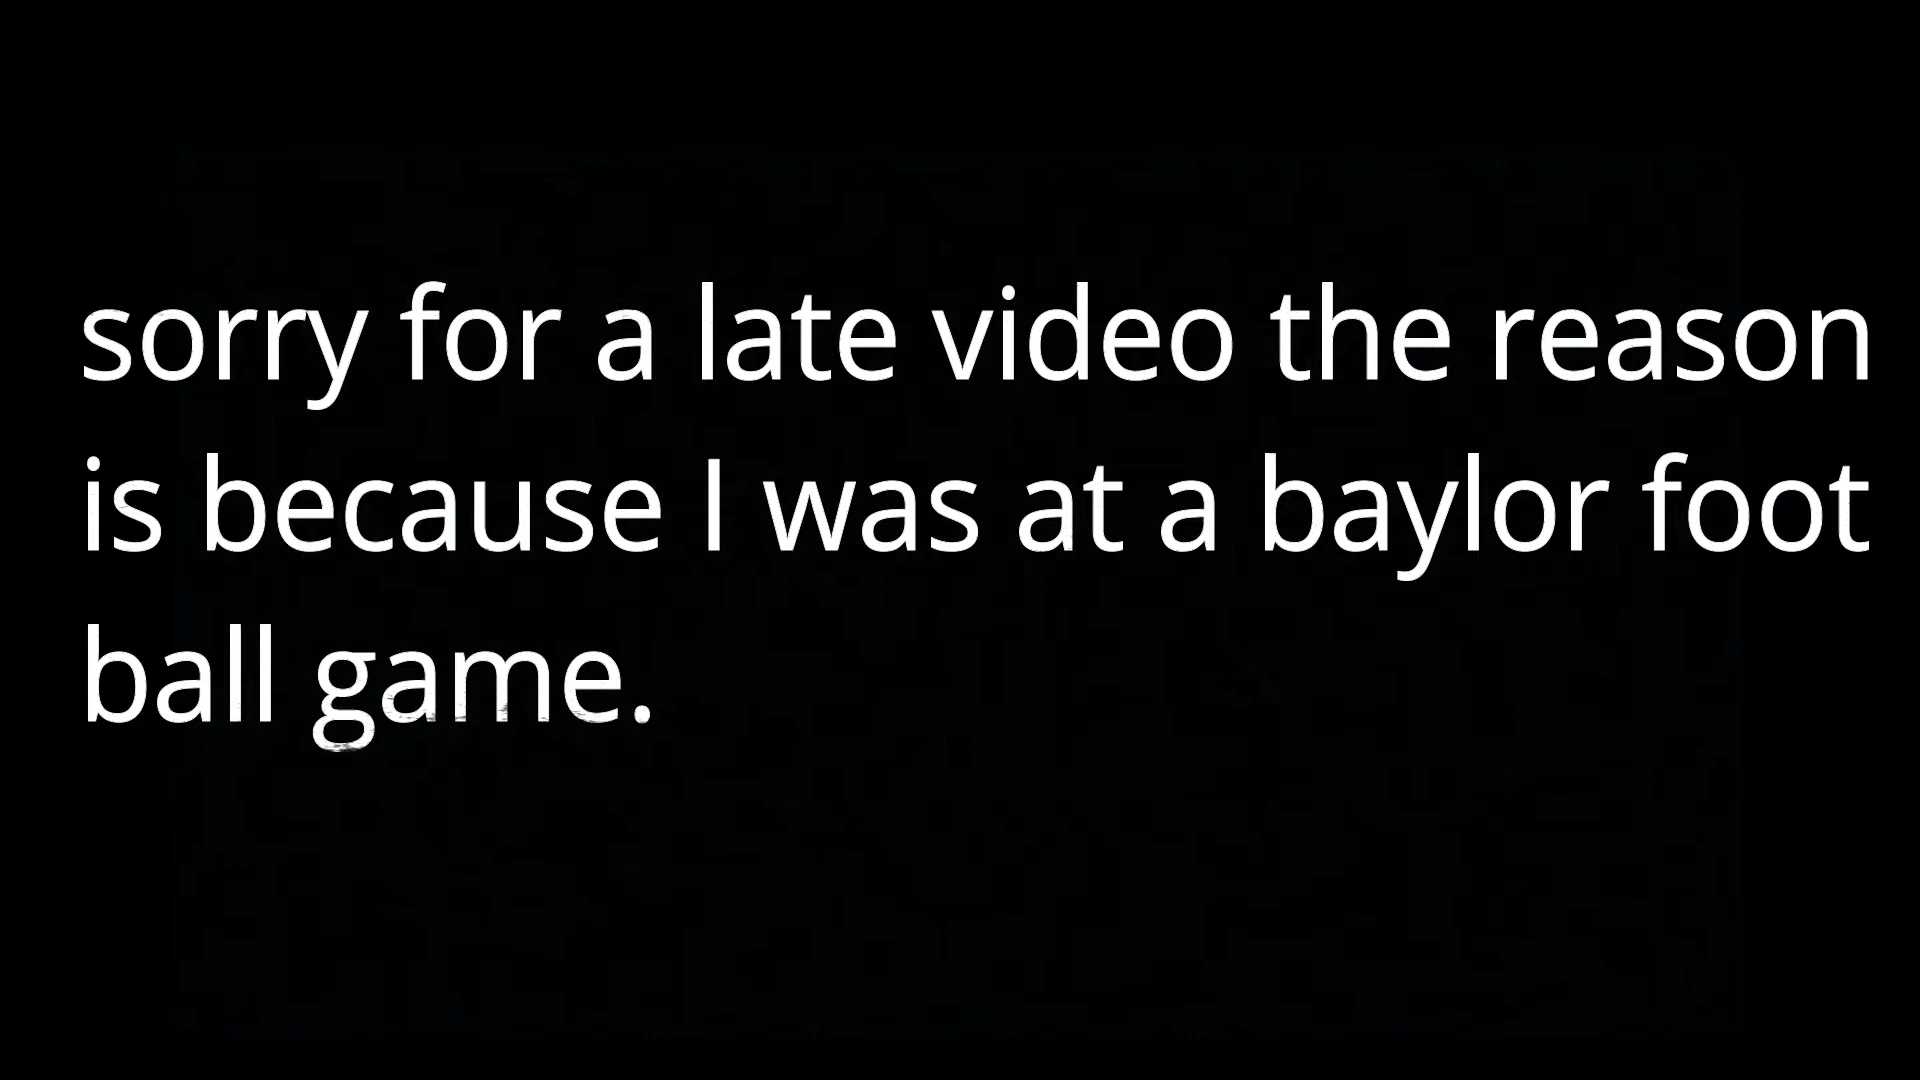 sorry for a late video the reason
is because I was at a baylor foot
ball game.